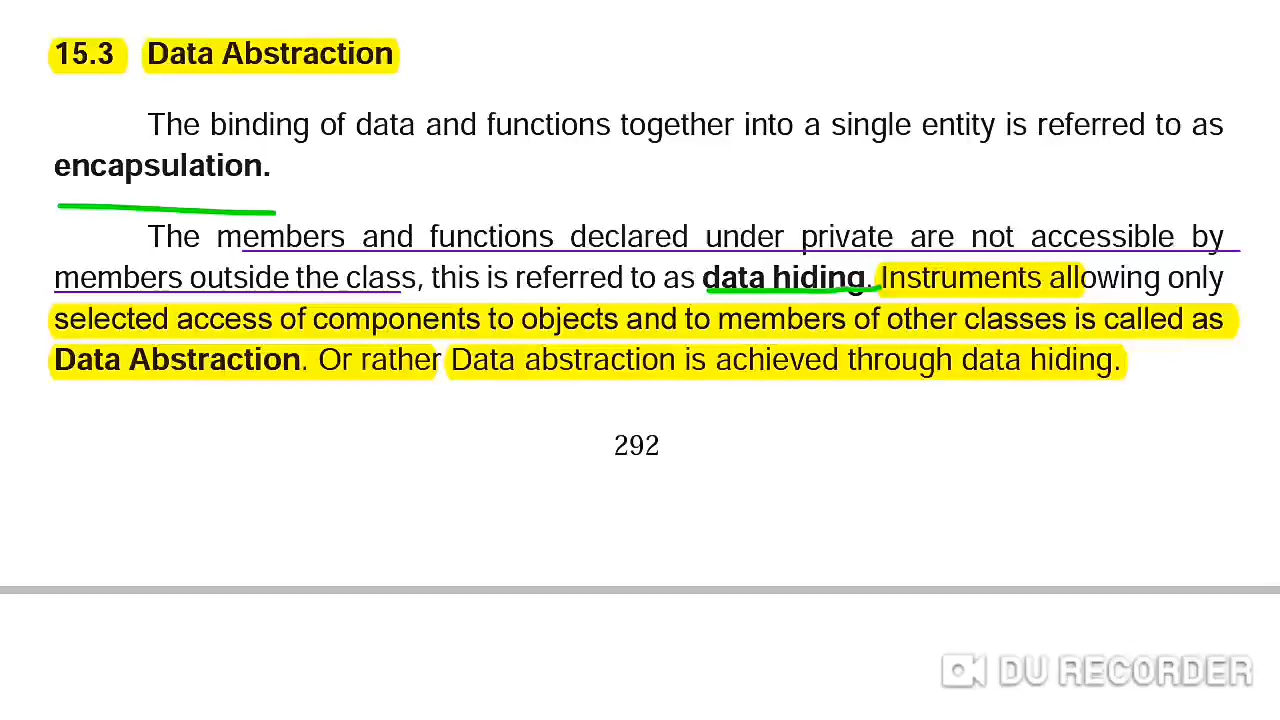 15.3 Data Abstraction
The binding of data and functions together into a single entity is referred to as
encapsulation.
The members and functions declared under private are not accessible by
members outside the class, this is referred to as data hiding. Instruments allowing only
selected access of components to objects and to members of other classes is called as
Data Abstraction. Or rather Data abstraction is achieved through data hiding.
292
DU RECORDER